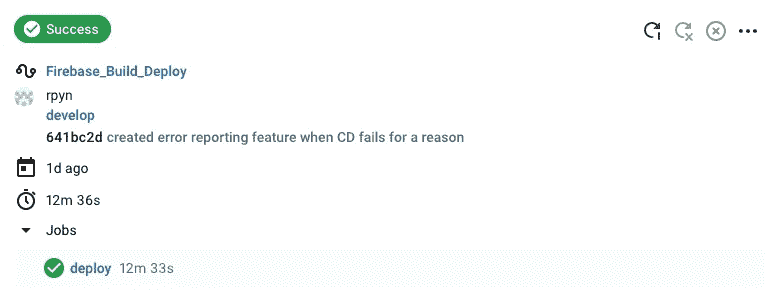 Success
Firebase_Build_Deploy
rpyn
develop
641bc2d created error reporting feature when CD fails for a reason
1d ago
12m 36s
Jobs
deploy 12m 33s